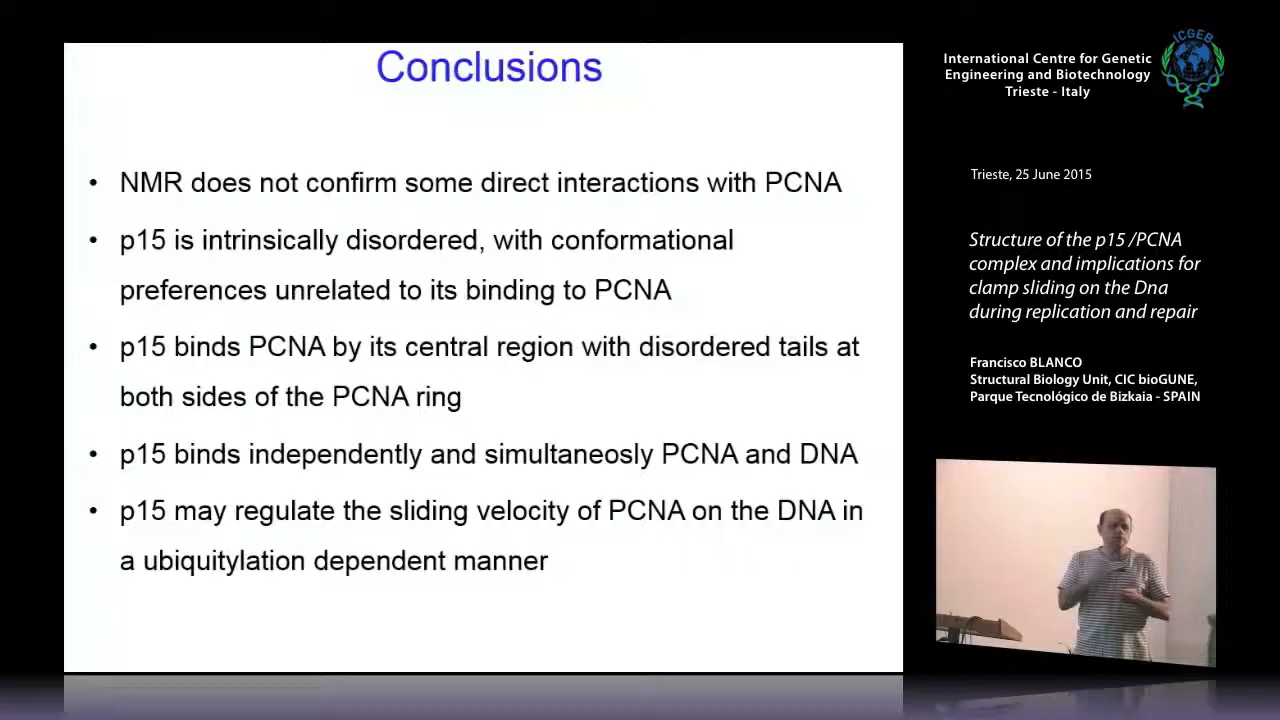 Conclusions
• NMR does not confirm some direct interactions with PCNA
• p15 is intrinsically disordered, with conformational
preferences unrelated to its binding to PCNA
• p15 binds PCNA by its central region with disordered tails at
both sides of the PCNA ring
• p15 binds independently and simultaneosly PCNA and DNA
• p15 may regulate the sliding velocity of PCNA on the DNA in
a ubiquitylation dependent manner
International Centre for Genetic
Engineering and Biotechnology
Trieste - Italy
ICGEB
Trieste, 25 June 2015
Structure of the p15 /PCNA
complex and implications for
clamp sliding on the Dna
during replication and repair
Francisco BLANCO
Structural Biology Unit, CIC bioGUNE,
Parque Tecnológico de Bizkaia - SPAIN